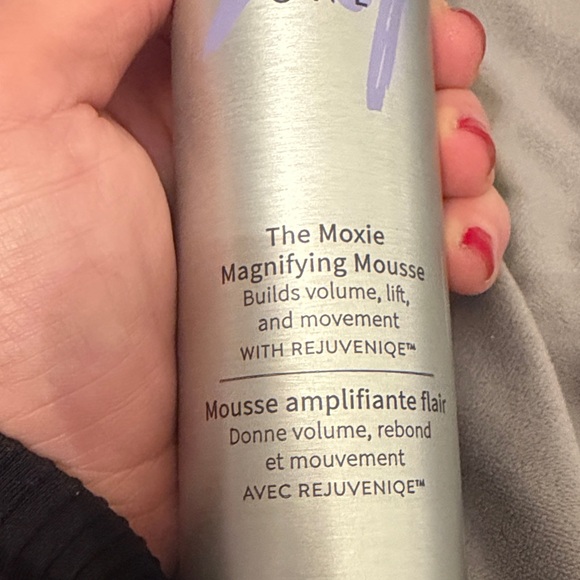 The Moxie
Magnifying Mousse
Builds volume, lift,
and movement
WITH REJUVENIQE™
Mousse amplifiante flair
Donne volume, rebond
et mouvement
AVEC REJUVENIQE™